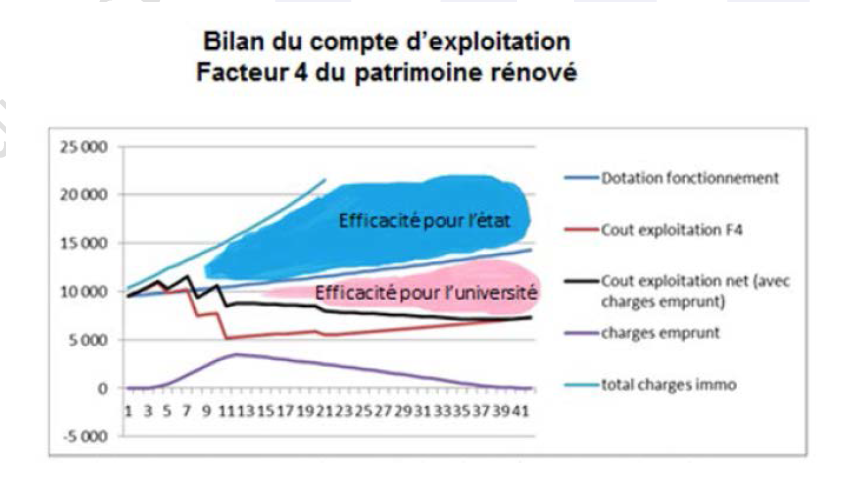 Bilan du compte d'exploitation
Facteur 4 du patrimoine rénové
25 000
20 000
15 000
10 000
5 000
0
-5 000
1 3 5 7 9 11 13 15 17 19 21 23 25 27 29 31 33 35 37 39 41
Efficacité pour l'état
Efficacité pour l'université
Dotation fonctionnement
Cout exploitation F4
Cout exploitation net (avec
charges emprunt)
charges emprunt
total charges immo